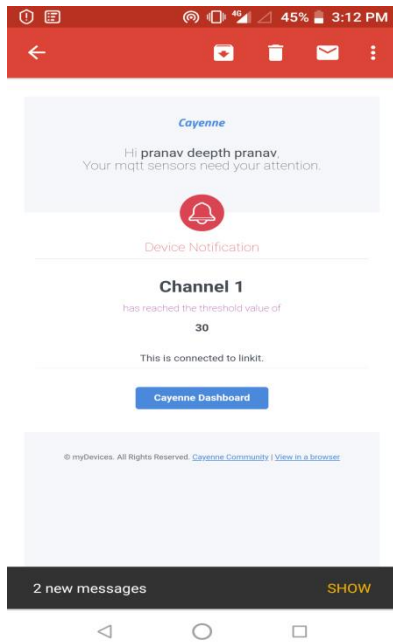 4G 45% 3:12 PM
Cayenne
Hi pranav deepth pranav,
Your mqtt sensors need your attention.
Device Notification
Channel 1
has reached the threshold value of
30
This is connected to linkit.
Cayenne Dashboard
© myDevices. All Rights Reserved. Cayenne Community | View in a browser
2 new messages SHOW